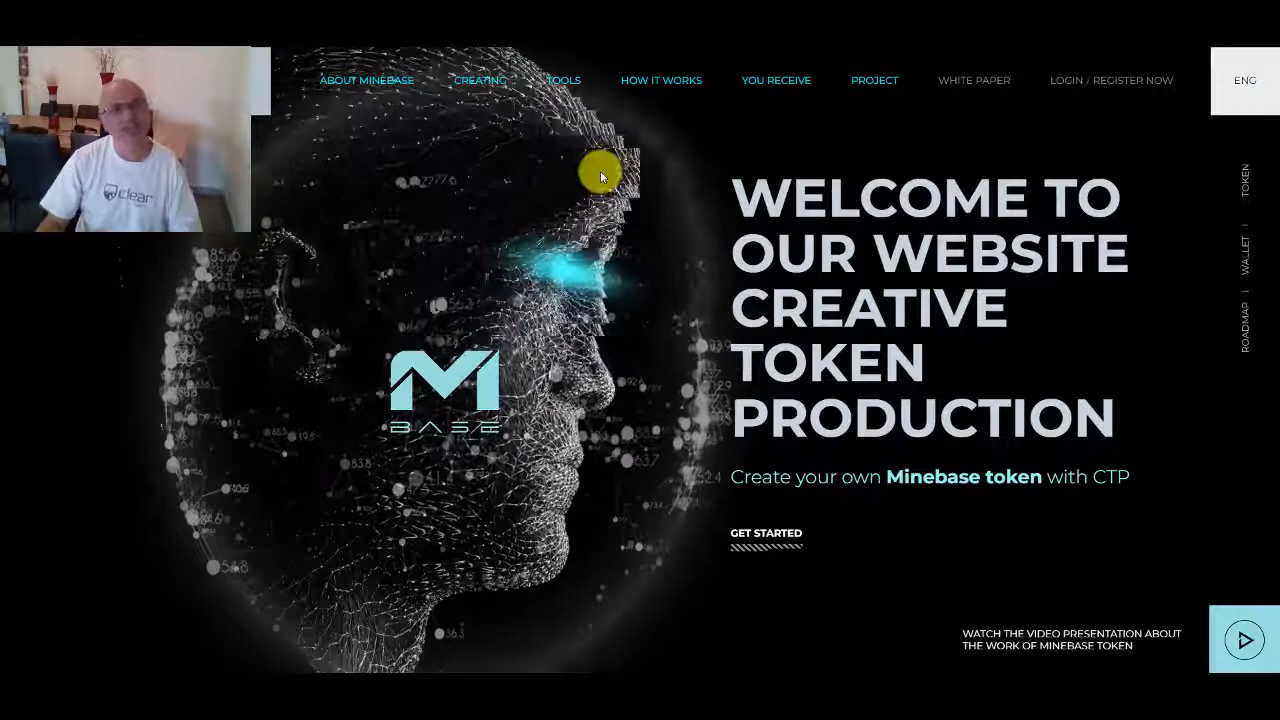 ABOUT MINEBASE
CREATING
TOOLS
HOW IT WORKS
YOU RECEIVE
PROJECT
WHITE PAPER
LOGIN / REGISTER NOW
ENG
clear
WELCOME TO
OUR WEBSITE
CREATIVE
TOKEN
PRODUCTION
Create your own Minebase token with CTP
GET STARTED
M
BASE
TOKEN
WALLET
ROADMAP
WATCH THE VIDEO PRESENTATION ABOUT
THE WORK OF MINEBASE TOKEN